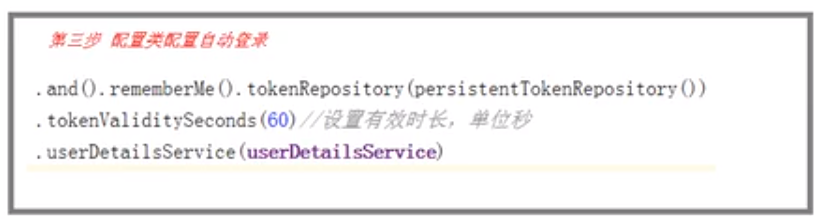 第三步 配置类配置自动登录
.and().rememberMe().tokenRepository(persistentTokenRepository())
.tokenValiditySeconds(60)//设置有效时长，单位秒
.userDetailsService(userDetailsService)